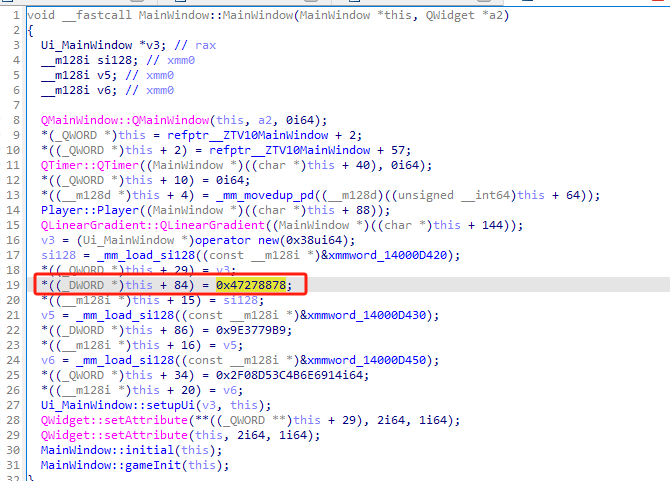 1 void __fastcall MainWindow::MainWindow(MainWindow *this, QWidget *a2)
2 {
3 Ui_MainWindow *v3; // rax
4 __m128i si128; // xmm0
5 __m128i v5; // xmm0
6 __m128i v6; // xmm0
7
8 QMainWindow::QMainWindow(this, a2, 0i64);
9 *(_QWORD *)this = refptr__ZTV10MainWindow + 2;
10 *((_QWORD *)this + 2) = refptr__ZTV10MainWindow + 57;
11 QTimer::QTimer((MainWindow *)((char *)this + 40), 0i64);
12 *((_QWORD *)this + 10) = 0i64;
13 *((__m128d *)this + 4) = _mm_movedup_pd((__m128d)((unsigned __int64)this + 64));
14 Player::Player((MainWindow *)((char *)this + 88));
15 QLinearGradient::QLinearGradient((MainWindow *)((char *)this + 144));
16 v3 = (Ui_MainWindow *)operator new(0x38ui64);
17 si128 = _mm_load_si128((const __m128i *)&xmmword_14000D420);
18 *((_QWORD *)this + 29) = v3;
19 *((_DWORD *)this + 84) = 0x47278878;
20 *((__m128i *)this + 15) = si128;
21 v5 = _mm_load_si128((const __m128i *)&xmmword_14000D430);
22 *((_DWORD *)this + 86) = 0x9E3779B9;
23 *((__m128i *)this + 16) = v5;
24 v6 = _mm_load_si128((const __m128i *)&xmmword_14000D450);
25 *((_QWORD *)this + 34) = 0x2F08D53C4B6E6914i64;
26 *((__m128i *)this + 20) = v6;
27 Ui_MainWindow::setupUi(v3, this);
28 QWidget::setAttribute(**((_QWORD **)this + 29), 2i64, 1i64);
29 QWidget::setAttribute(this, 2i64, 1i64);
30 MainWindow::initial(this);
31 MainWindow::gameInit(this);
32 }